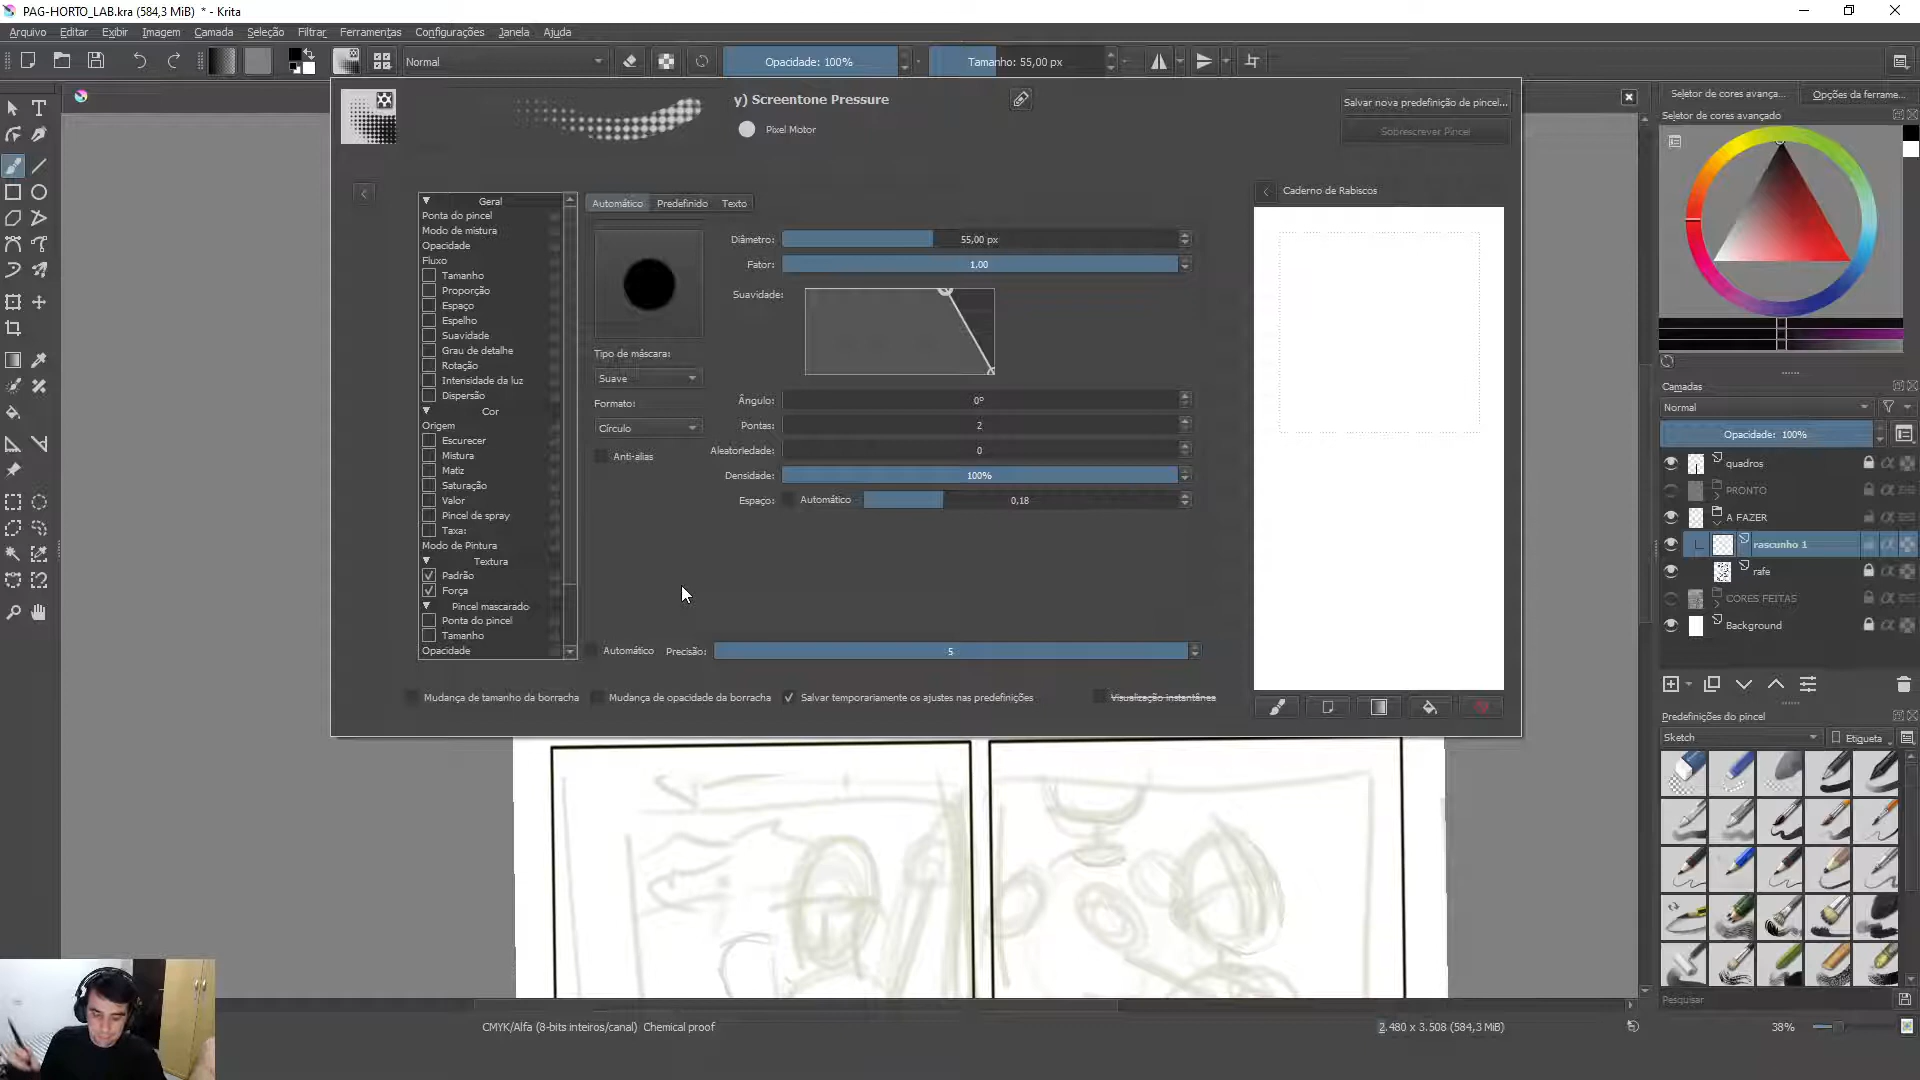 PAG-HORTO_LAB.kra (584,3 MiB) * - Krita
Arquivo Editar Exibir Imagem Camada Seleção Filtrar Ferramentas Configurações Janela Ajuda
Normal
Opacidade: 100%
Tamanho: 55,00 px
y) Screentone Pressure
Pixel Motor
Salvar nova predefinição de pincel...
Sobrescrever Pincel
Geral
Ponta do pincel
Modo de mistura
Opacidade
Fluxo
Tamanho
Proporção
Espaço
Espelho
Suavidade
Grau de detalhe
Rotação
Intensidade da luz
Dispersão
Cor
Origem
Escurecer
Mistura
Matiz
Saturação
Valor
Pincel de spray
Taxa:
Modo de Pintura
Textura
Padrão
Força
Pincel mascarado
Ponta do pincel
Tamanho
Opacidade
Automático Predefinido Texto
Tipo de máscara:
Suave
Formato:
Círculo
Anti-alias
Diâmetro: 55,00 px
Fator: 1,00
Suavidade:
Ângulo: 0°
Pontas: 2
Aleatoriedade: 0
Densidade: 100%
Espaço: Automático 0,18
Automático Precisão: 5
Mudança de tamanho da borracha
Mudança de opacidade da borracha
Salvar temporariamente os ajustes nas predefinições
Visualização instantânea
Caderno de Rabiscos
Seletor de cores avança...
Opções da ferrame...
Seletor de cores avançado
Camadas
Normal
Opacidade: 100%
quadros
PRONTO
A FAZER
rascunho 1
rafe
CORES FEITAS
Background
Predefinições do pincel
Sketch
Etiqueta
Pesquisar
CMYK/Alfa (8-bits inteiros/canal) Chemical proof
2.480 x 3.508 (584,3 MiB)
38%